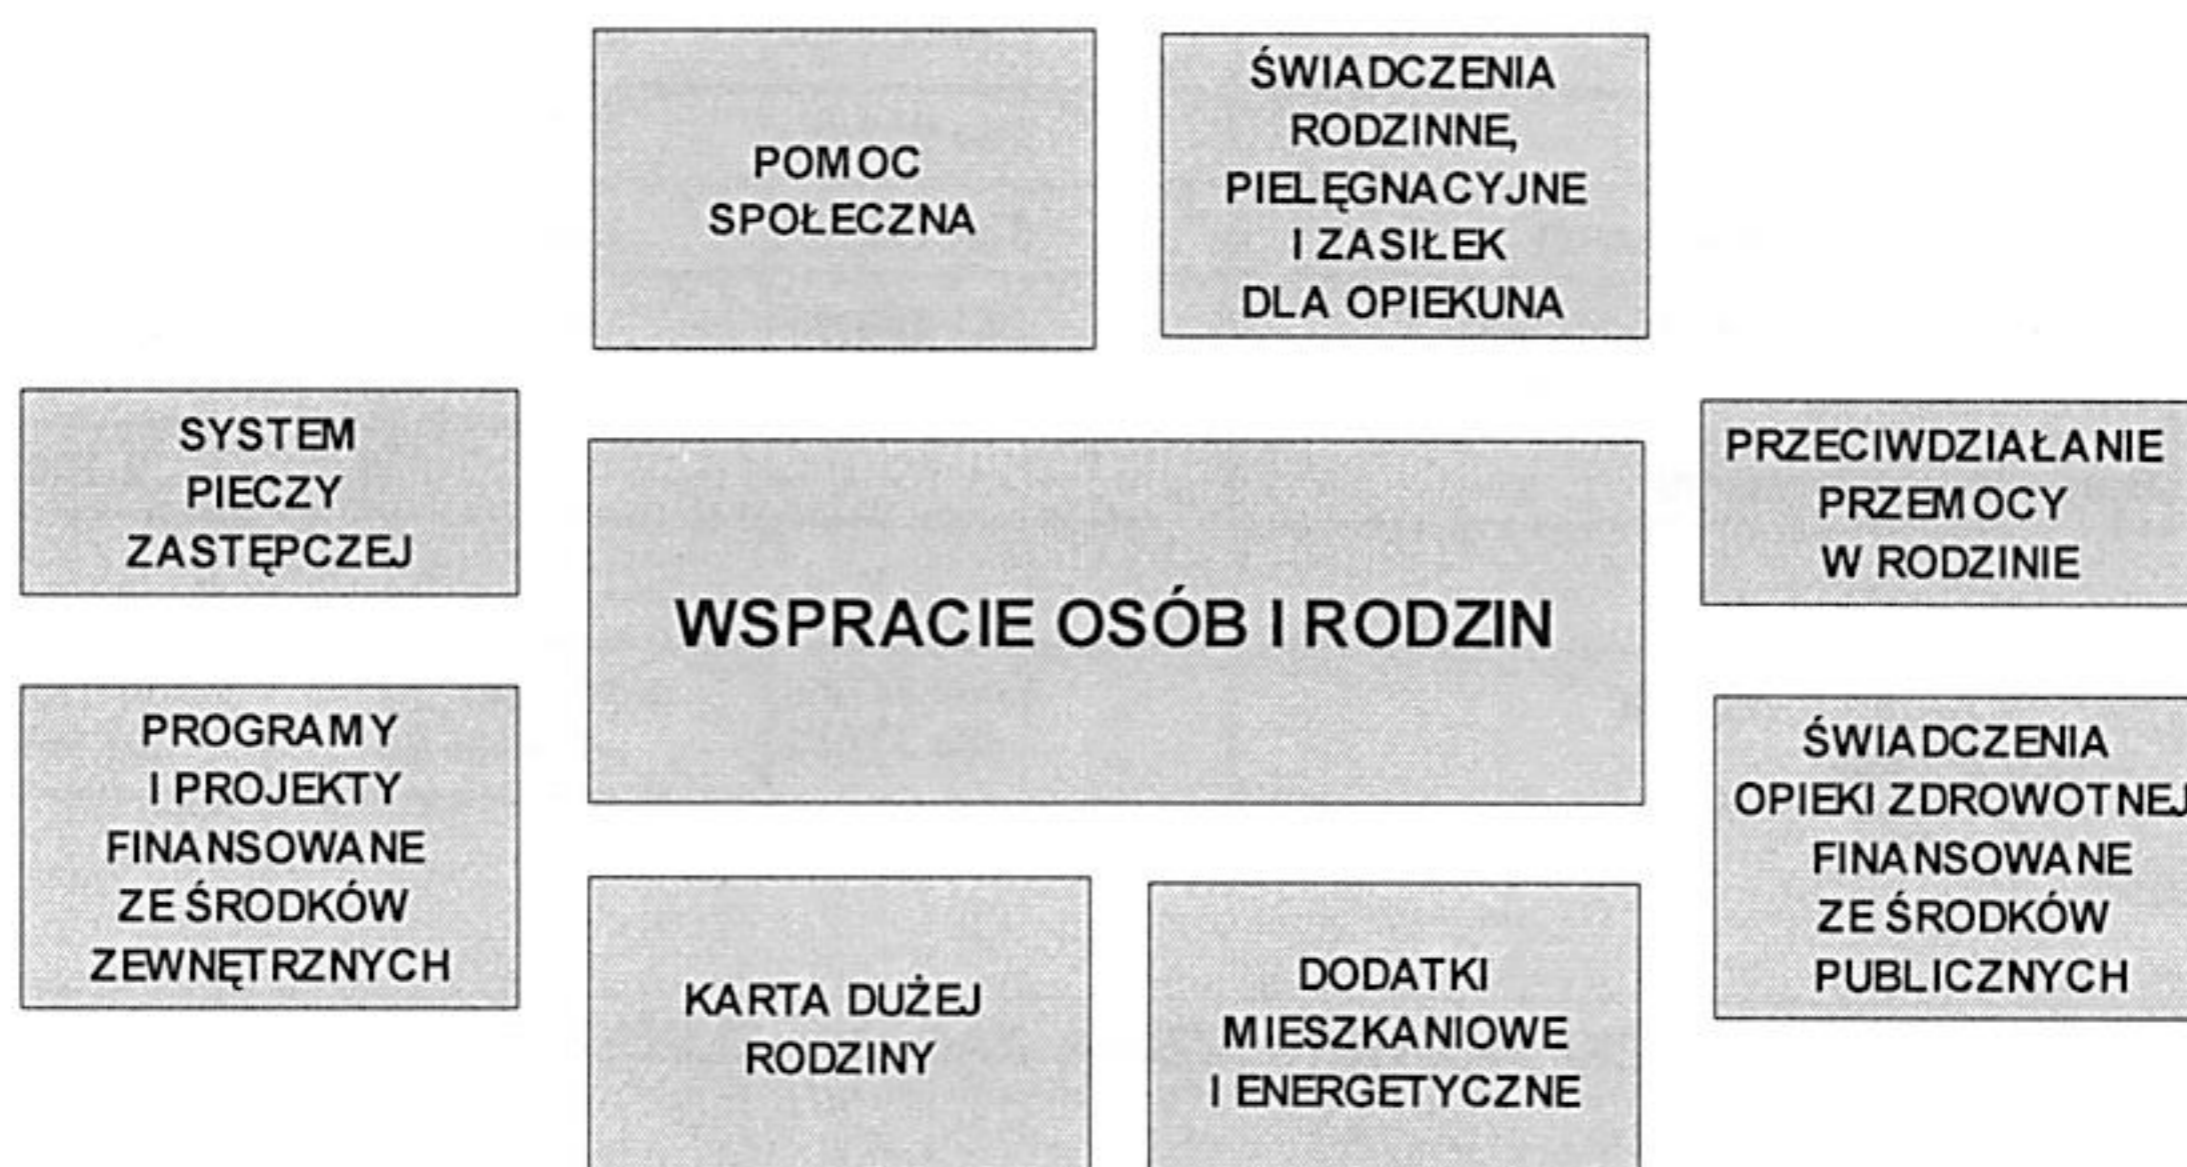 POMOC
SPOŁECZNA
ŚWIADCZENIA
RODZINNE,
PIELĘGNACYJNE
I ZASIŁEK
DLA OPIEKUNA
SYSTEM
PIECZY
ZASTĘPCZEJ
WSPRACIE OSÓB I RODZIN
PRZECIWDZIAŁANIE
PRZEMOCY
W RODZINIE
PROGRAMY
I PROJEKTY
FINANSOWANE
ZE ŚRODKÓW
ZEWNĘTRZNYCH
ŚWIADCZENIA
OPIEKI ZDROWOTNEJ
FINANSOWANE
ZE ŚRODKÓW
PUBLICZNYCH
KARTA DUŻEJ
RODZINY
DODATKI
MIESZKANIOWE
I ENERGETYCZNE